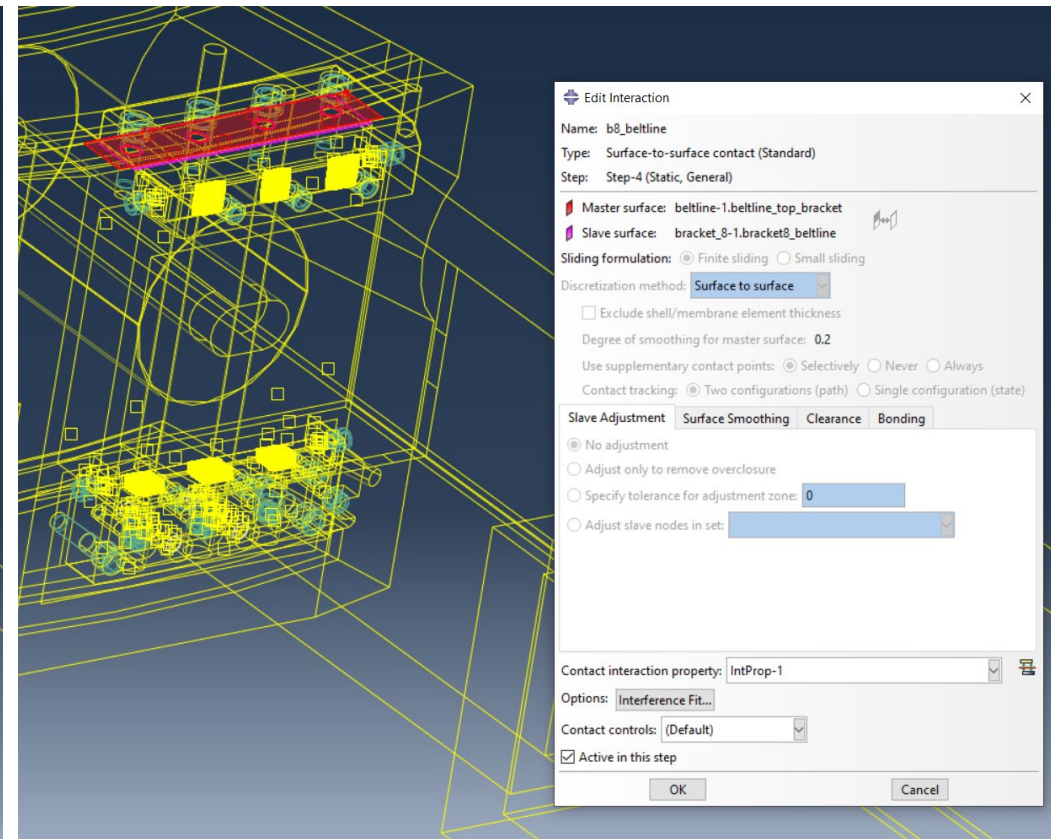 Edit Interaction
Name: b8_beltline
Type: Surface-to-surface contact (Standard)
Step: Step-4 (Static, General)
Master surface: beltline-1.beltline_top_bracket
Slave surface: bracket_8-1.bracket8_beltline
Sliding formulation: Finite sliding Small sliding
Discretization method: Surface to surface
Exclude shell/membrane element thickness
Degree of smoothing for master surface: 0.2
Use supplementary contact points: Selectively Never Always
Contact tracking: Two configurations (path) Single configuration (state)
Slave Adjustment Surface Smoothing Clearance Bonding
No adjustment
Adjust only to remove overclosure
Specify tolerance for adjustment zone: 0
Adjust slave nodes in set:
Contact interaction property: IntProp-1
Options: Interference Fit...
Contact controls: (Default)
Active in this step
OK Cancel